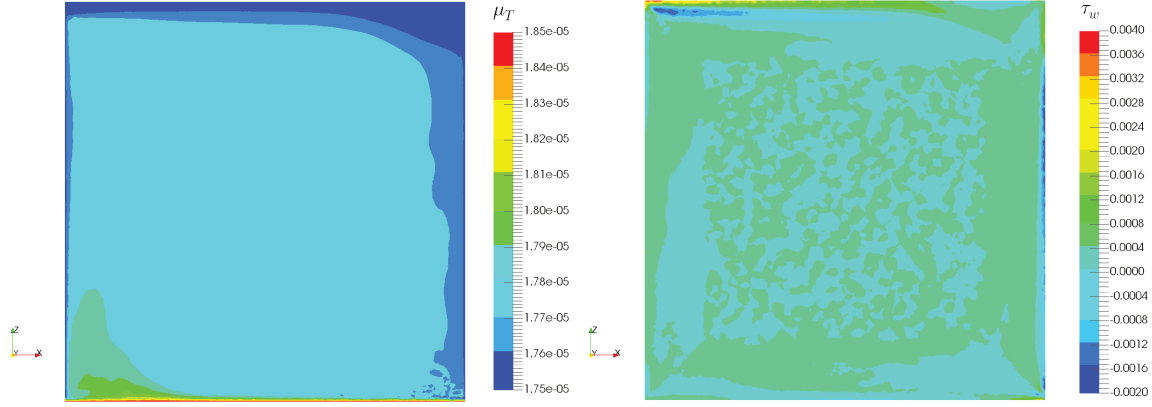 μ_T
1.85e-05
1.84e-05
1.83e-05
1.82e-05
1.81e-05
1.80e-05
1.79e-05
1.78e-05
1.77e-05
1.76e-05
1.75e-05
Z
Y
X
τ_w
0.0040
0.0036
0.0032
0.0028
0.0024
0.0020
0.0016
0.0012
0.0008
0.0004
0.0000
-0.0004
-0.0008
-0.0012
-0.0016
-0.0020
Z
Y
X